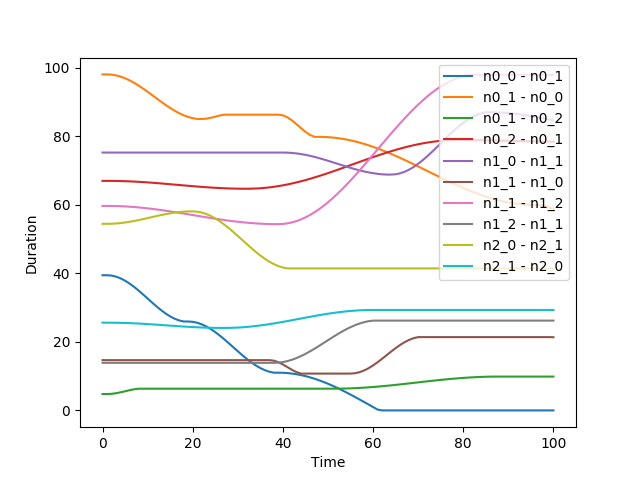 100
80
60
40
20
0
Duration
0 20 40 60 80 100
Time
n0_0 - n0_1
n0_1 - n0_0
n0_1 - n0_2
n0_2 - n0_1
n1_0 - n1_1
n1_1 - n1_0
n1_1 - n1_2
n1_2 - n1_1
n2_0 - n2_1
n2_1 - n2_0